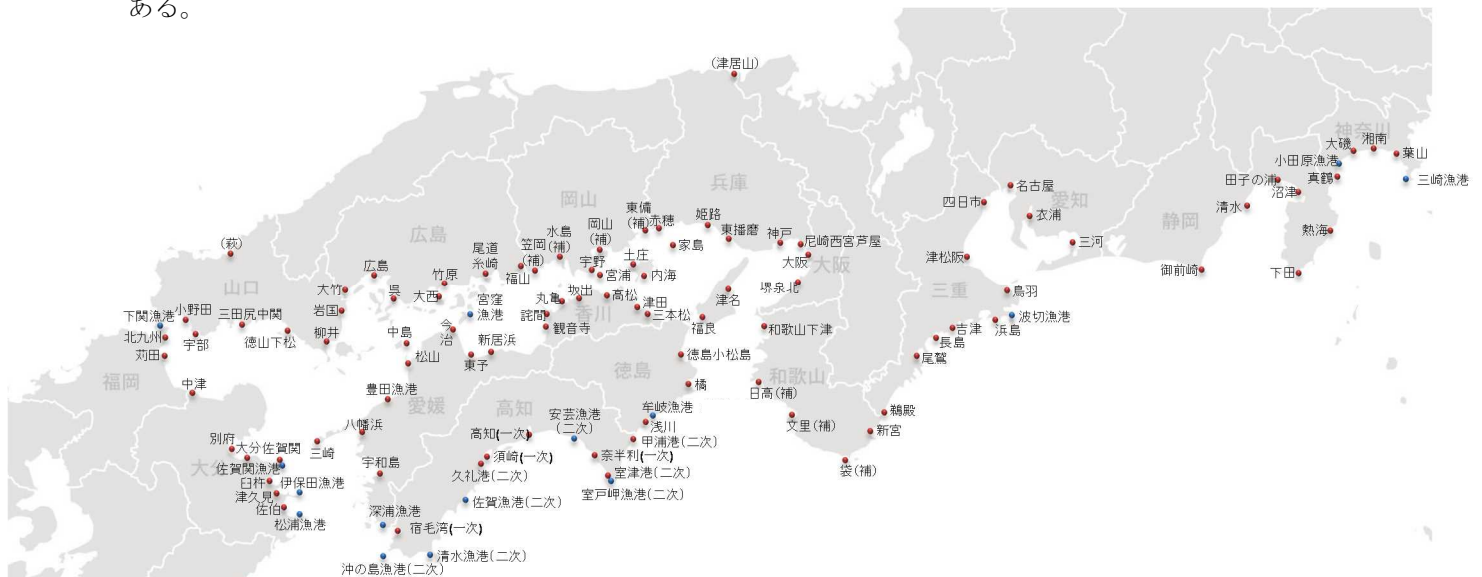 ある。
(津居山)
神奈川
大磯
湘南
小田原漁港
葉山
真鶴
三崎漁港
田子の浦
沼津
清水
静岡
熱海
下田
御前崎
名古屋
四日市
愛知
衣浦
三河
津松阪
三重
鳥羽
波切漁港
浜島
吉津
長島
尾鷲
鵜殿
新宮
袋(補)
文里(補)
日高(補)
和歌山
和歌山下津
兵庫
大阪
尼崎西宮芦屋
神戸
大阪
堺泉北
姫路
東播磨
家島
東備
(補)
赤穂
岡山
岡山
(補)
水島
(補)
笠岡
(補)
福山
尾道
糸崎
宇野
宮浦
土庄
内海
津名
福良
広島
広島
竹原
呉
大西
宮窪
漁港
大竹
岩国
柳井
中島
松山
今治
東予
新居浜
丸亀
坂出
高松
津田
三本松
詫間
観音寺
香川
徳島
徳島小松島
橘
牟岐漁港
浅川
甲浦港(二次)
奈半利(一次)
室津港(二次)
室戸岬漁港(二次)
安芸漁港
(二次)
高知
高知(一次)
須崎(一次)
久礼港(二次)
佐賀漁港(二次)
清水漁港(二次)
宿毛湾(一次)
沖の島漁港(二次)
深浦漁港
宇和島
八幡浜
豊田漁港
愛媛
三崎
(萩)
山口
下関漁港
小野田
三田尻中関
徳山下松
宇部
北九州
苅田
福岡
中津
別府
大分佐賀関
大分
佐賀関漁港
臼杵
伊保田漁港
津久見
佐伯
松浦漁港